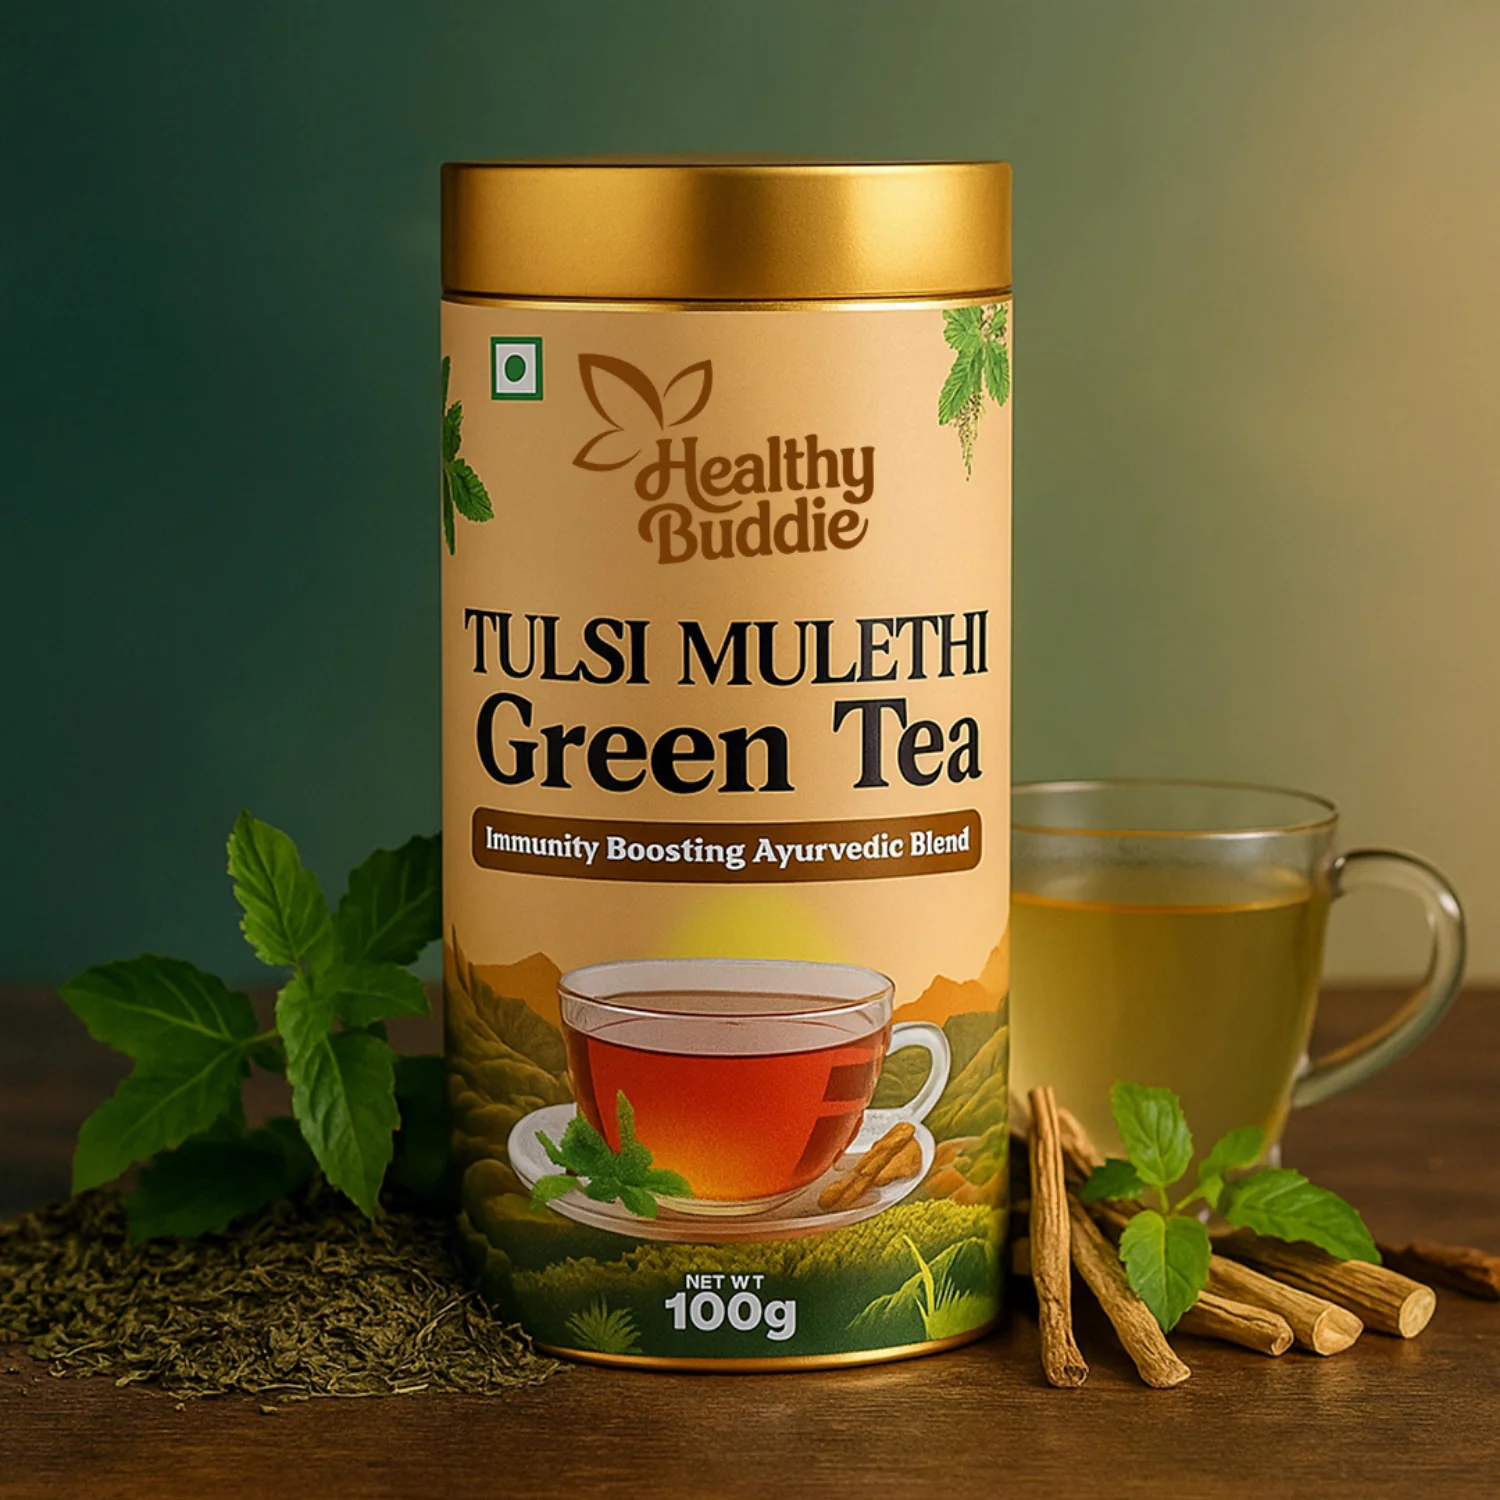 Healthy
Buddie
TULSI MULETHI
Green Tea
Immunity Boosting Ayurvedic Blend
NET WT
100g